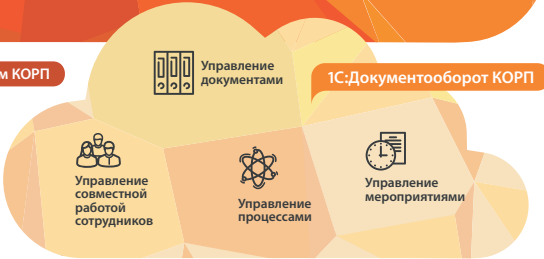 Управление
документами
м КОРП
1С:Документооборот КОРП
Управление
совместной
работой
сотрудников
Управление
процессами
Управление
мероприятиями